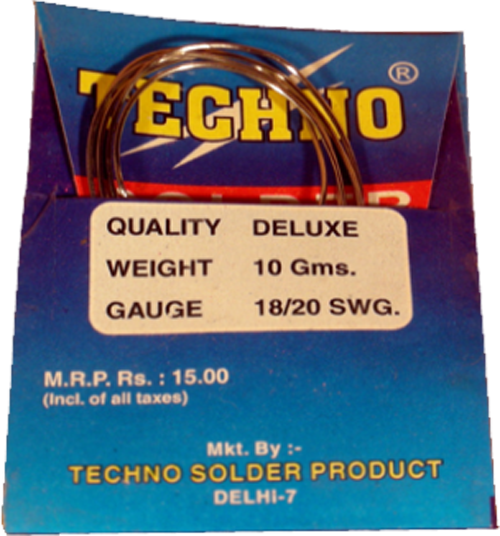 TECHNO ®
SOLDER
QUALITY DELUXE
WEIGHT 10 Gms.
GAUGE 18/20 SWG.
M.R.P. Rs. : 15.00
(Incl. of all taxes)
Mkt. By :-
TECHNO SOLDER PRODUCT
DELHi-7